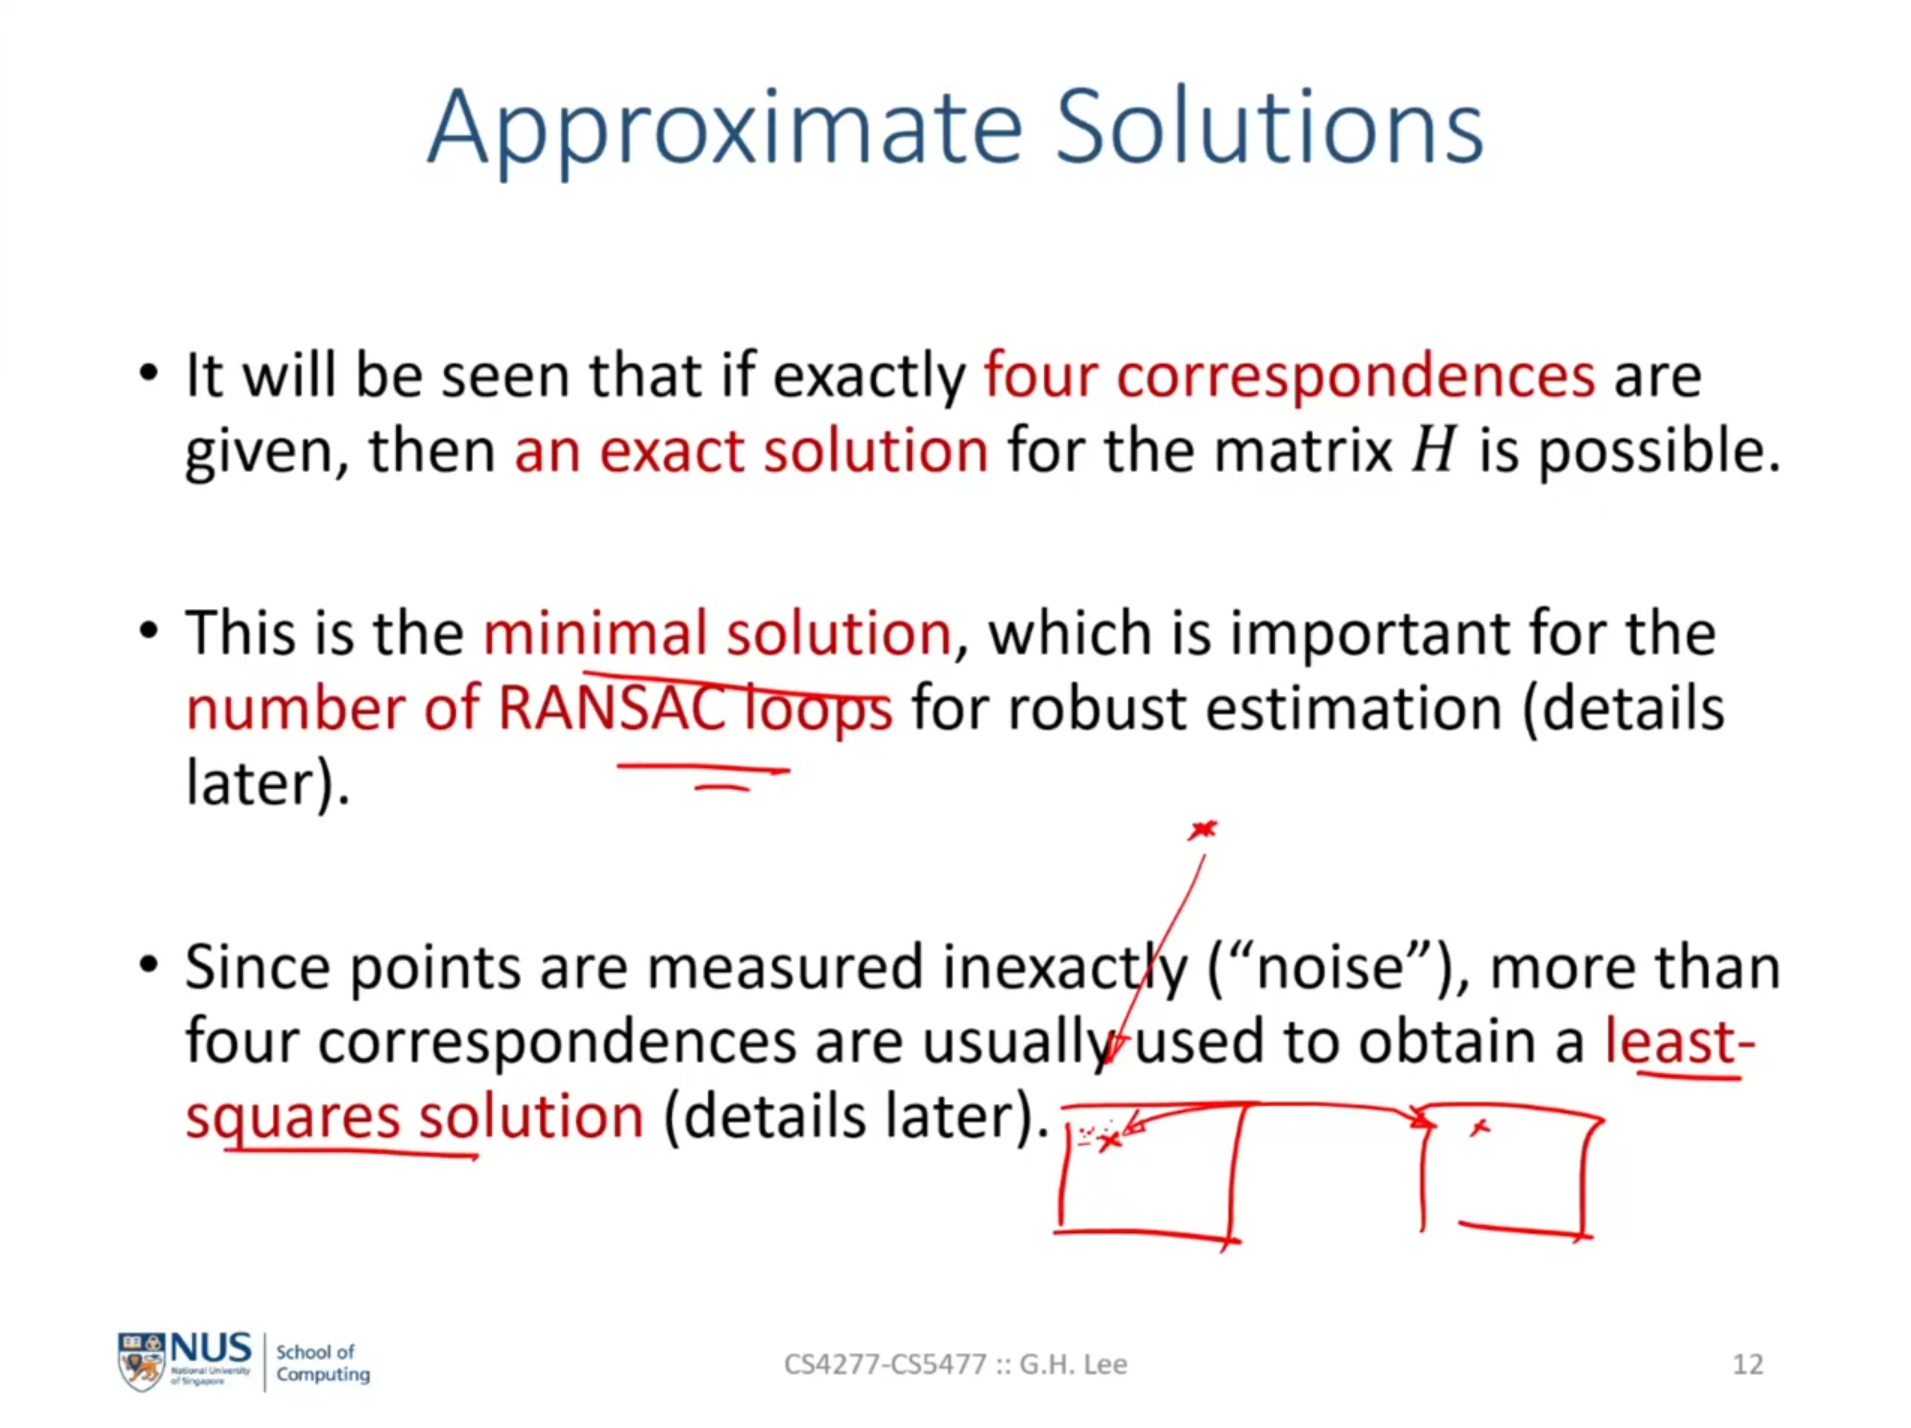 Approximate Solutions
• It will be seen that if exactly four correspondences are
given, then an exact solution for the matrix H is possible.
• This is the minimal solution, which is important for the
number of RANSAC loops for robust estimation (details
later).
• Since points are measured inexactly (“noise”), more than
four correspondences are usually used to obtain a least-
squares solution (details later).
NUS
National University
of Singapore
School of
Computing
CS4277-CS5477 :: G.H. Lee
12